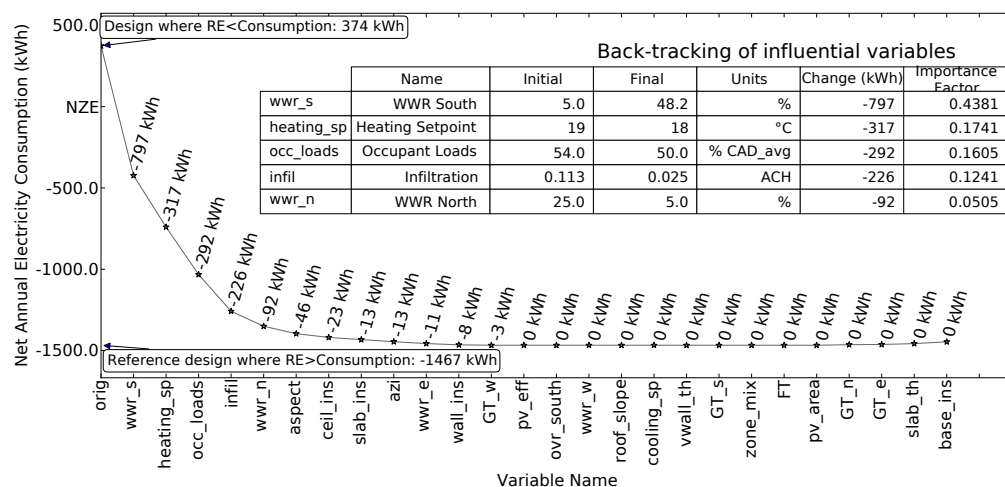 Design where RE<Consumption: 374 kWh
Back-tracking of influential variables
Name Initial Final Units Change (kWh) Importance Factor
wwr_s WWR South 5.0 48.2 % -797 0.4381
heating_sp Heating Setpoint 19 18 °C -317 0.1741
occ_loads Occupant Loads 54.0 50.0 % CAD_avg -292 0.1605
infil Infiltration 0.113 0.025 ACH -226 0.1241
wwr_n WWR North 25.0 5.0 % -92 0.0505
Net Annual Electricity Consumption (kWh)
500.0
NZE
-500.0
-1000.0
-1500.0
-797 kWh
-317 kWh
-292 kWh
-226 kWh
-92 kWh
-46 kWh
-23 kWh
-13 kWh
-13 kWh
-11 kWh
-8 kWh
-3 kWh
0 kWh
0 kWh
0 kWh
0 kWh
0 kWh
0 kWh
0 kWh
0 kWh
0 kWh
0 kWh
0 kWh
0 kWh
0 kWh
0 kWh
Reference design where RE>Consumption: -1467 kWh
orig
wwr_s
heating_sp
occ_loads
infil
wwr_n
aspect
ceil_ins
slab_ins
azi
wwr_e
wall_ins
GT_w
pv_eff
ovr_south
wwr_w
roof_slope
cooling_sp
vwall_th
GT_s
zone_mix
FT
pv_area
GT_n
GT_e
slab_th
base_ins
Variable Name